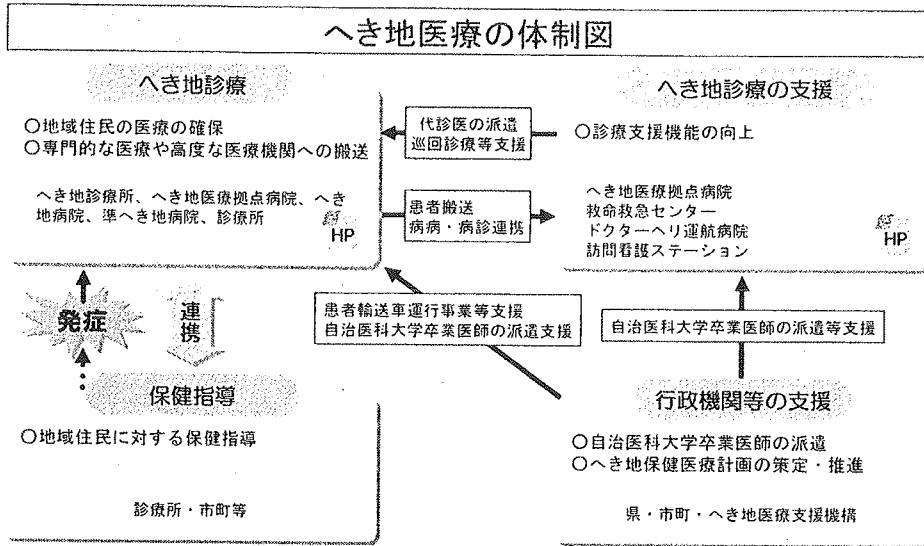 へき地医療の体制図
へき地診療
○地域住民の医療の確保
○専門的な医療や高度な医療機関への搬送
へき地診療所、へき地医療拠点病院、へき
地病院、準へき地病院、診療所
HP
代診医の派遣
巡回診療等支援
患者搬送
病病・病診連携
へき地診療の支援
○診療支援機能の向上
へき地医療拠点病院
救命救急センター
ドクターヘリ運航病院
訪問看護ステーション
HP
発症
連携
患者輸送車運行事業等支援
自治医科大学卒業医師の派遣支援
自治医科大学卒業医師の派遣等支援
保健指導
○地域住民に対する保健指導
診療所・市町等
行政機関等の支援
○自治医科大学卒業医師の派遣
○へき地保健医療計画の策定・推進
県・市町・へき地医療支援機構